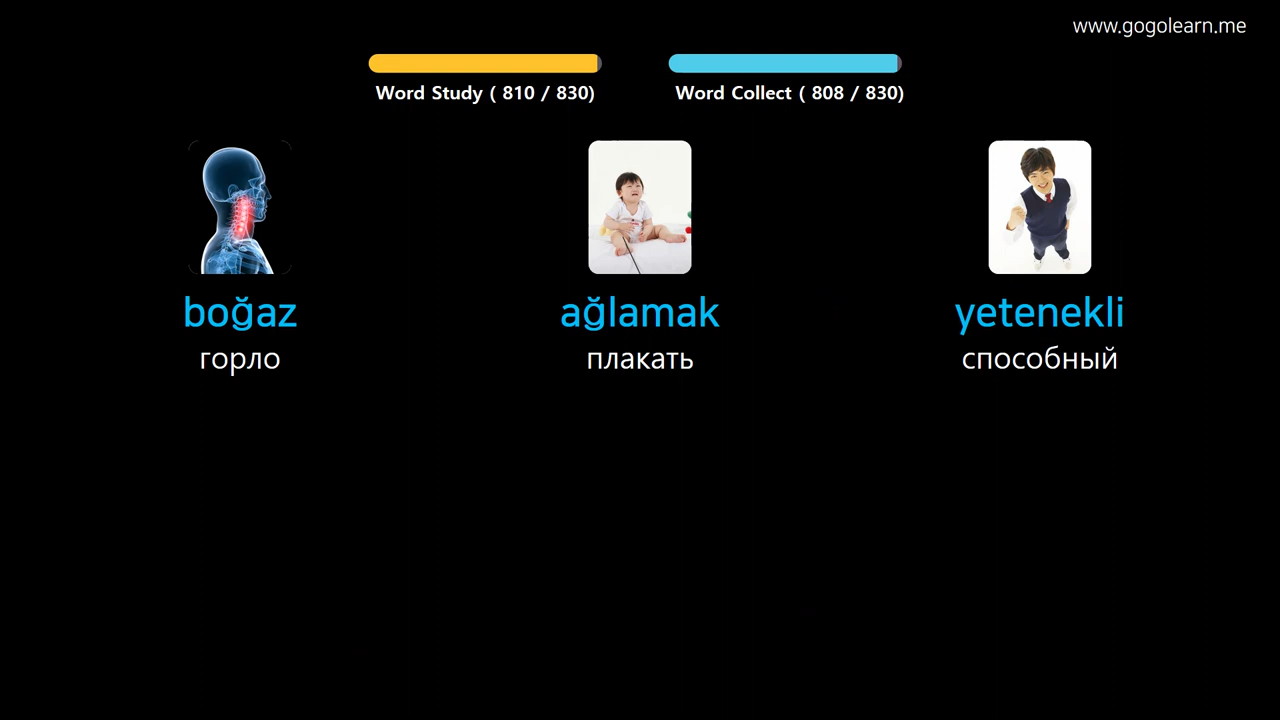 www.gogolearn.me
Word Study ( 810 / 830)
Word Collect ( 808 / 830)
boğaz
ağlamak
yetenekli
горло
плакать
способный